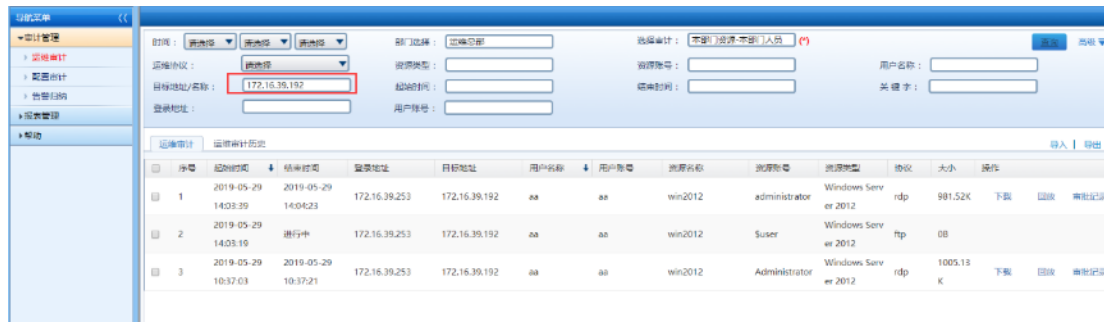 导航菜单
审计管理
运维审计
配置审计
告警归纳
报表管理
帮助
时间： 请选择 请选择 请选择 部门选择： 运维总部 选择审计： 本部门资源-本部门人员 (*) 查询 高级
运维协议： 请选择 资源类型： 资源账号： 用户名称：
目标地址/名称： 172.16.39.192 起始时间： 结束时间： 关键字：
登录地址： 用户账号：
运维审计 运维审计历史 导入 | 导出
序号 起始时间 结束时间 登录地址 目标地址 用户名称 用户账号 资源名称 资源账号 资源类型 协议 大小 操作
1 2019-05-29 14:03:39 2019-05-29 14:04:23 172.16.39.253 172.16.39.192 aa aa win2012 administrator Windows Server 2012 rdp 981.52K 下载 回放 审批记录
2 2019-05-29 14:03:19 进行中 172.16.39.253 172.16.39.192 aa aa win2012 $user Windows Server 2012 ftp 0B
3 2019-05-29 10:37:03 2019-05-29 10:37:21 172.16.39.253 172.16.39.192 aa aa win2012 Administrator Windows Server 2012 rdp 1005.13K 下载 回放 审批记录